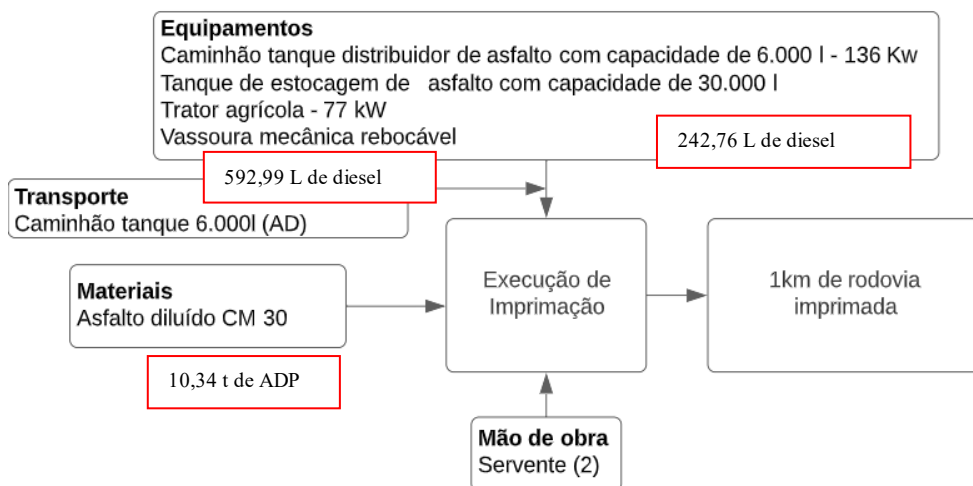 Equipamentos
Caminhão tanque distribuidor de asfalto com capacidade de 6.000 l - 136 Kw
Tanque de estocagem de asfalto com capacidade de 30.000 l
Trator agrícola - 77 kW
Vassoura mecânica rebocável
242,76 L de diesel
592,99 L de diesel
Transporte
Caminhão tanque 6.000l (AD)
Materiais
Asfalto diluído CM 30
10,34 t de ADP
Execução de
Imprimação
1km de rodovia
imprimada
Mão de obra
Servente (2)